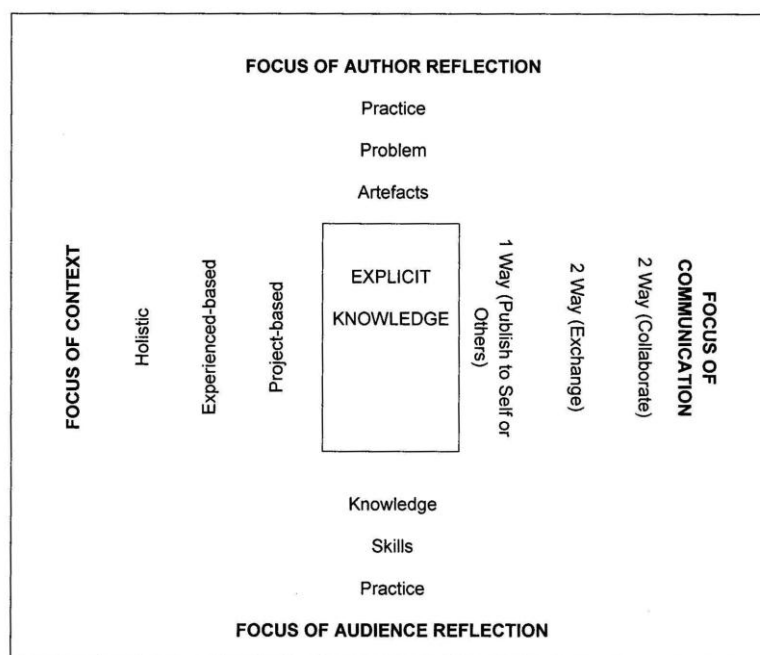 FOCUS OF AUTHOR REFLECTION
Practice
Problem
Artefacts
FOCUS OF CONTEXT
Holistic
Experienced-based
Project-based
EXPLICIT
KNOWLEDGE
1 Way (Publish to Self or
Others)
2 Way (Exchange)
2 Way (Collaborate)
FOCUS OF
COMMUNICATION
Knowledge
Skills
Practice
FOCUS OF AUDIENCE REFLECTION